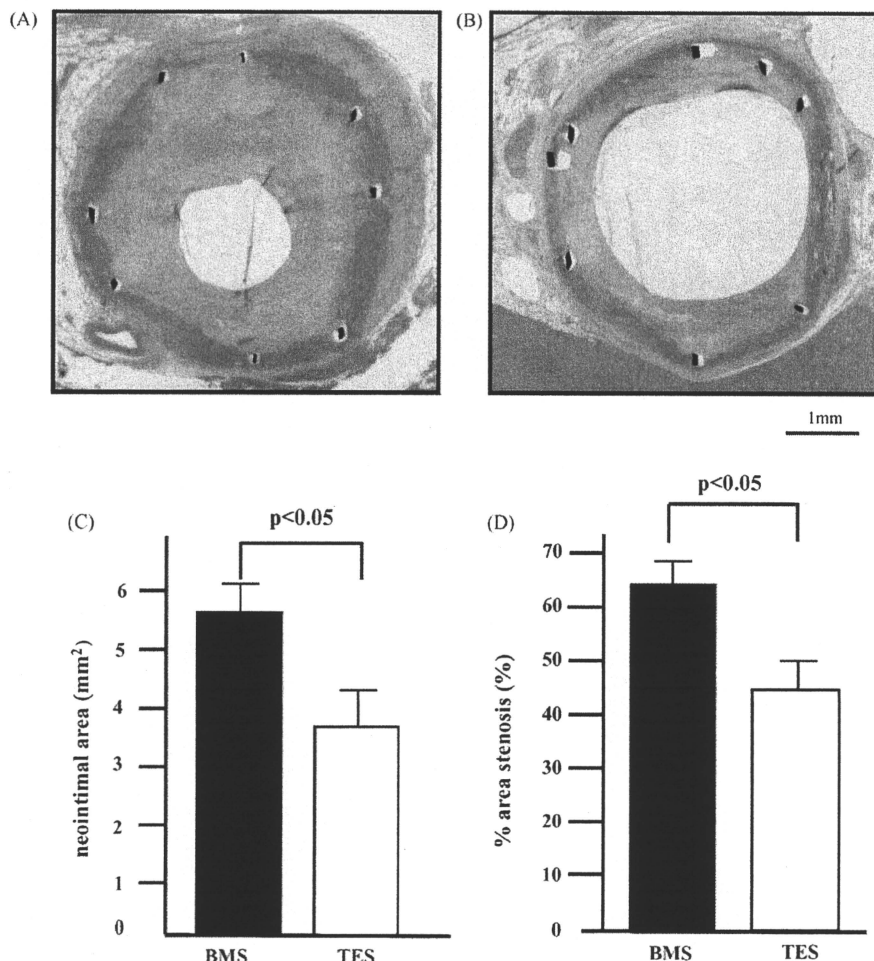 (A)
(B)
1mm
(C)
p<0.05
neointimal area (mm²)
6
5
4
3
2
1
0
BMS
TES
(D)
p<0.05
% area stenosis (%)
70
60
50
40
30
20
10
0
BMS
TES